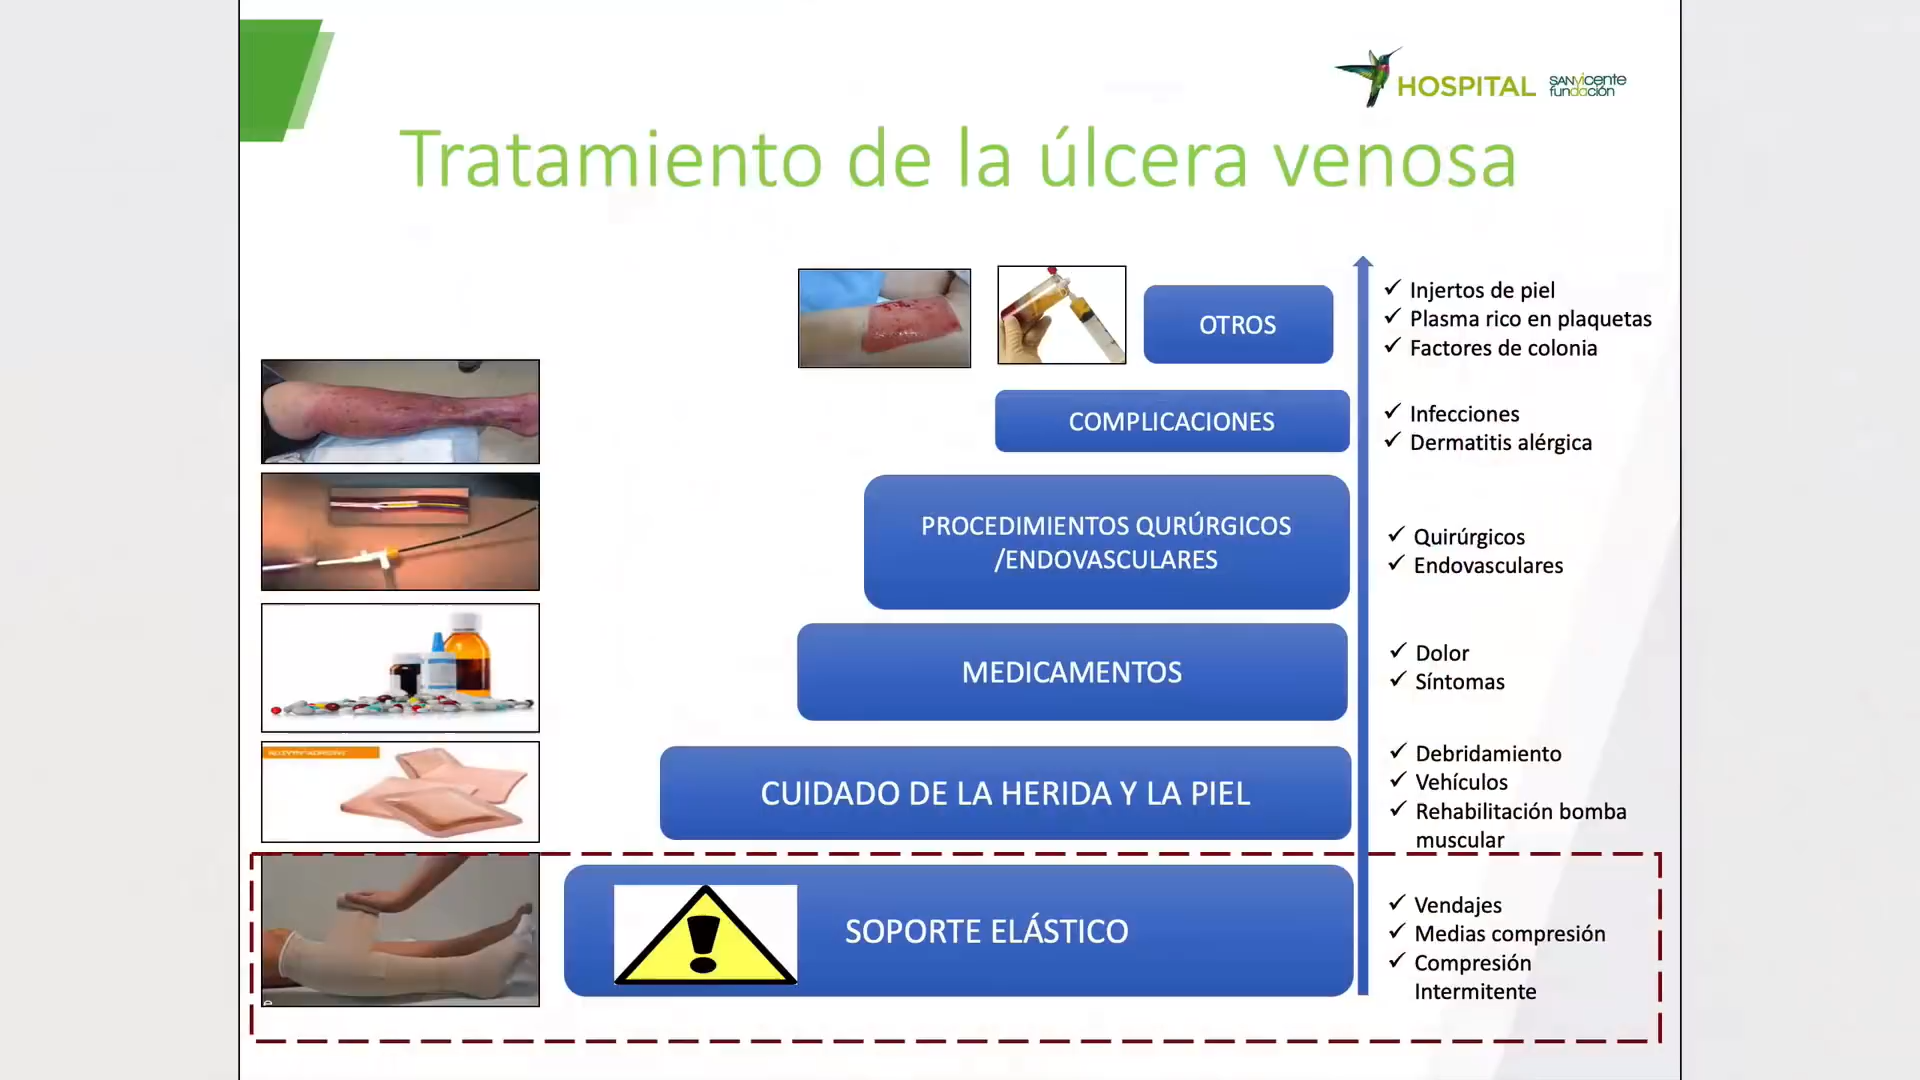 HOSPITAL
SANVICENTE
fundación
Tratamiento de la úlcera venosa
OTROS
✓ Injertos de piel
✓ Plasma rico en plaquetas
✓ Factores de colonia
COMPLICACIONES
✓ Infecciones
✓ Dermatitis alérgica
PROCEDIMIENTOS QURÚRGICOS
/ENDOVASCULARES
✓ Quirúrgicos
✓ Endovasculares
MEDICAMENTOS
✓ Dolor
✓ Síntomas
CUIDADO DE LA HERIDA Y LA PIEL
✓ Debridamiento
✓ Vehículos
✓ Rehabilitación bomba
muscular
SOPORTE ELÁSTICO
✓ Vendajes
✓ Medias compresión
✓ Compresión
Intermitente